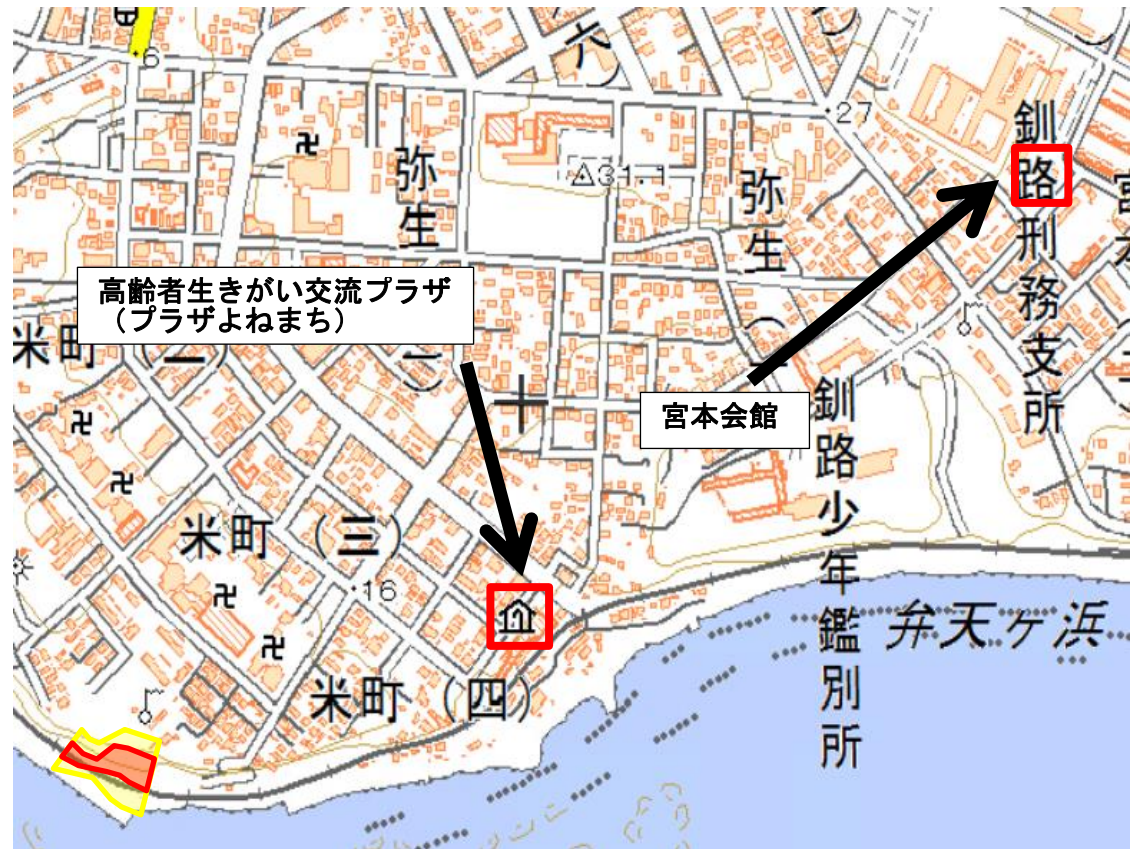 六
6
27
釧路刑務支所
弥生
31.1
弥生（
宮本
高齢者生きがい交流プラザ
（プラザよねまち）
米町（一）
（二）
宮本会館
釧路少年鑑別所
米町（三）
16
弁天ヶ浜
米町（四）